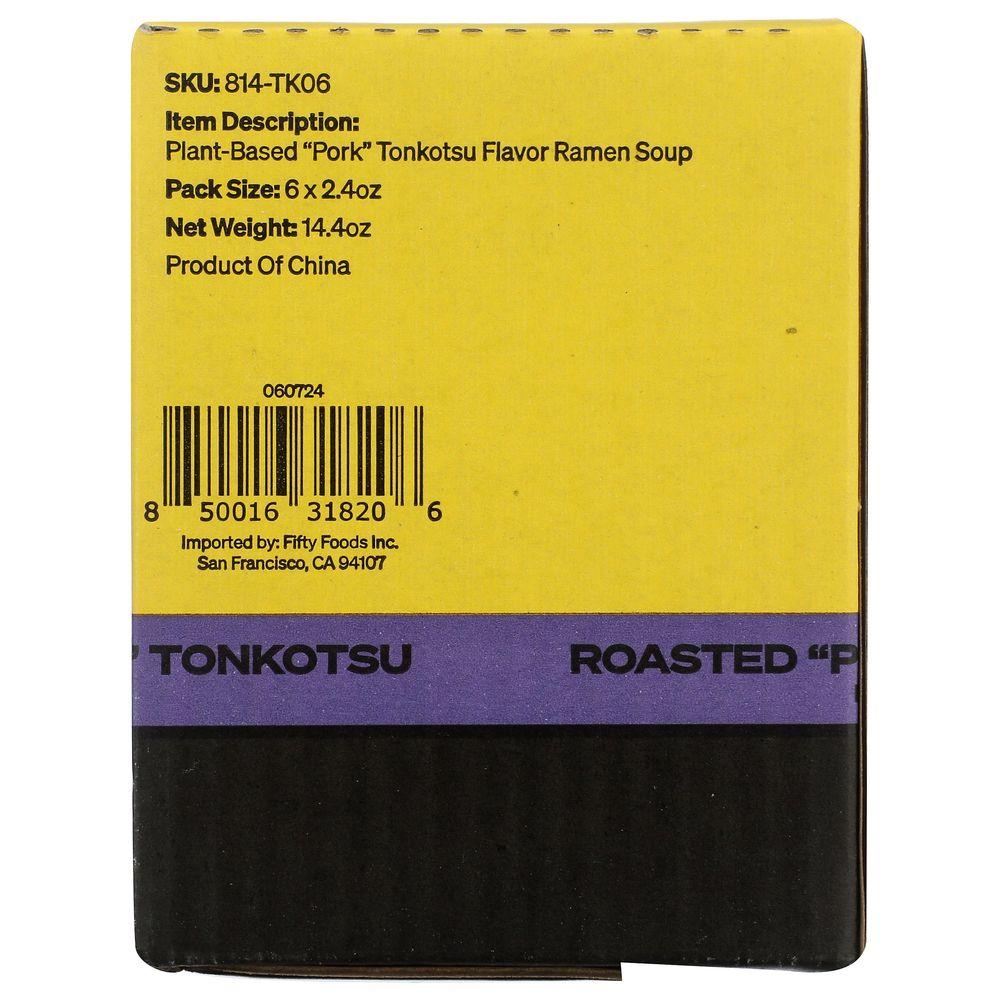 SKU: 814-TK06
Item Description:
Plant-Based “Pork” Tonkotsu Flavor Ramen Soup
Pack Size: 6 x 2.4oz
Net Weight: 14.4oz
Product Of China
060724
8 50016 31820 6
Imported by: Fifty Foods Inc.
San Francisco, CA 94107
” TONKOTSU ROASTED “P